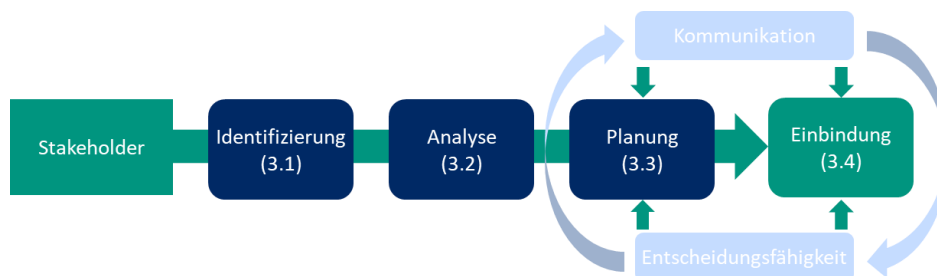 Kommunikation
Stakeholder
Identifizierung
(3.1)
Analyse
(3.2)
Planung
(3.3)
Einbindung
(3.4)
Entscheidungsfähigkeit